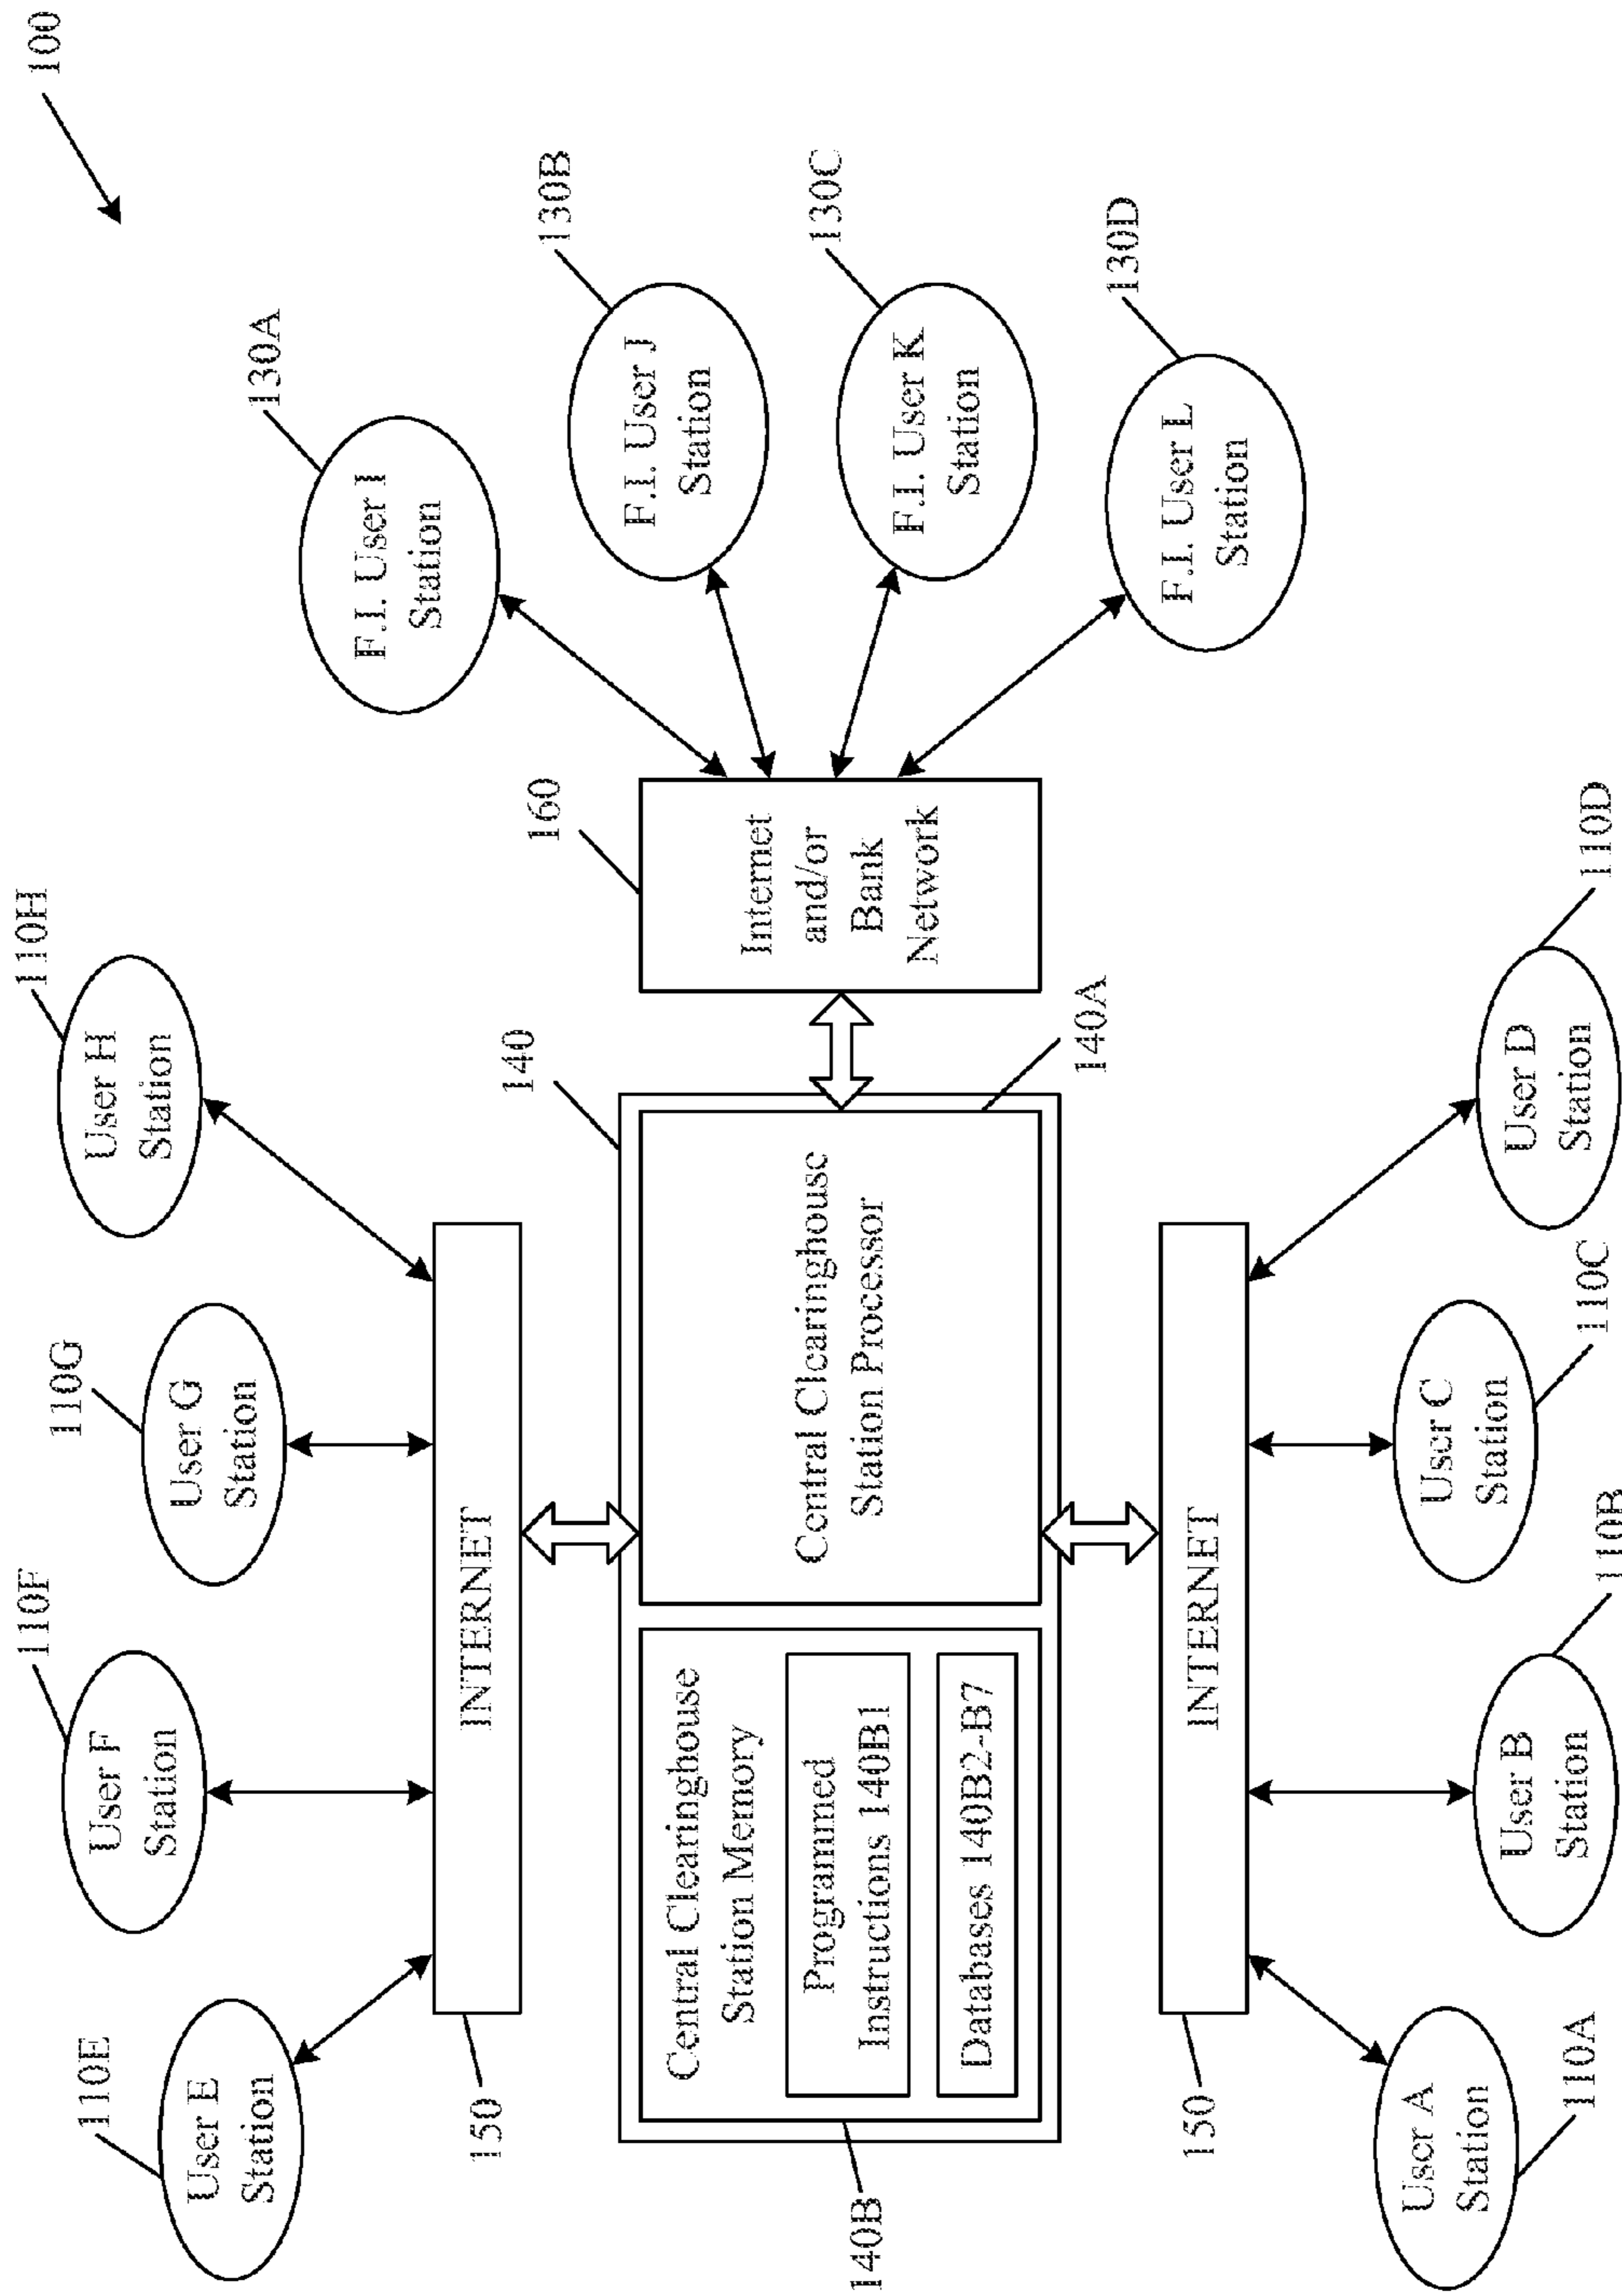 100
110E
User E
Station
110F
User F
Station
110G
User G
Station
110H
User H
Station
150
INTERNET
140
140B
Central Clearinghouse
Station Memory
Programmed
Instructions 140B1
Databases 140B2-B7
Central Clearinghouse
Station Processor
140A
160
Internet
and/or
Bank
Network
130A
F.I. User I
Station
130B
F.I. User J
Station
130C
F.I. User K
Station
130D
F.I. User L
Station
150
INTERNET
User A
Station
110A
User B
Station
110B
User C
Station
110C
User D
Station
110D